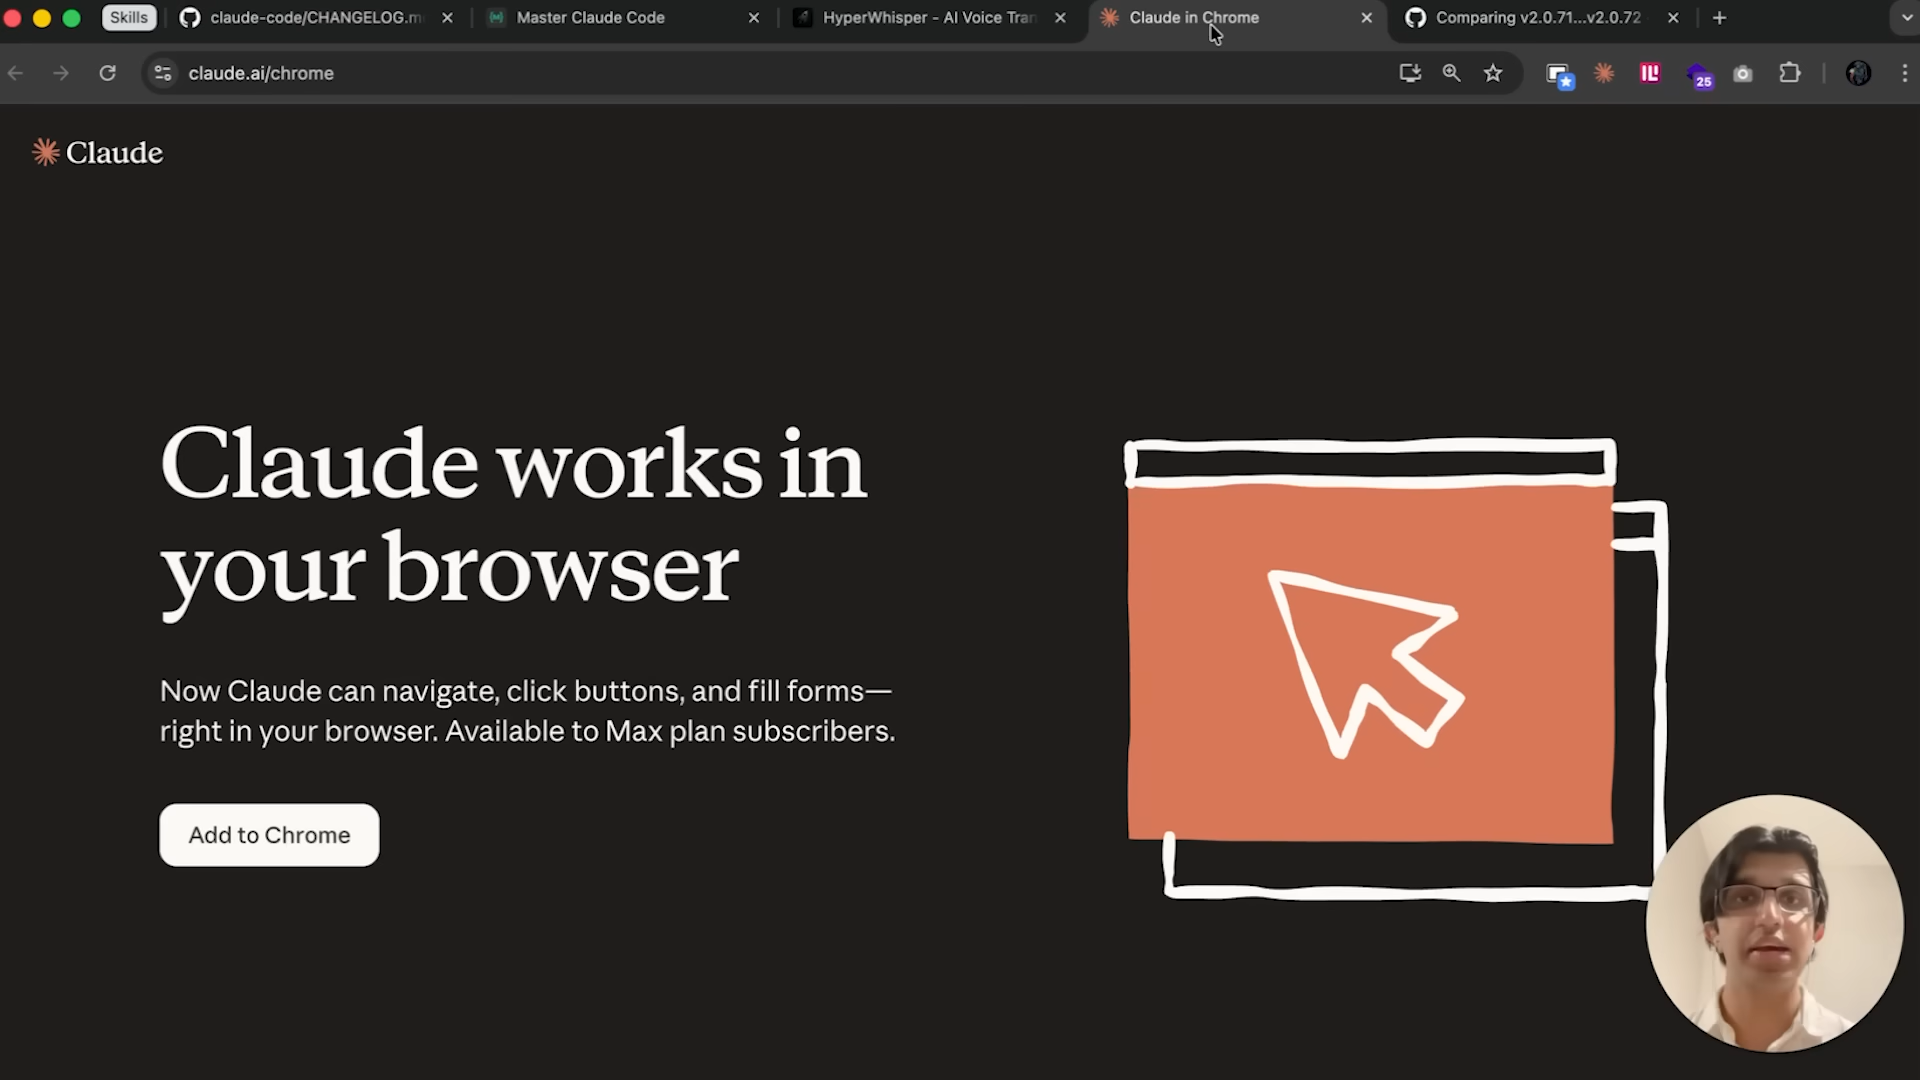 Skills
claude-code/CHANGELOG.m
Master Claude Code
HyperWhisper - AI Voice Tran
Claude in Chrome
Comparing v2.0.71...v2.0.72
claude.ai/chrome
25
Claude
Claude works in
your browser
Now Claude can navigate, click buttons, and fill forms—
right in your browser. Available to Max plan subscribers.
Add to Chrome